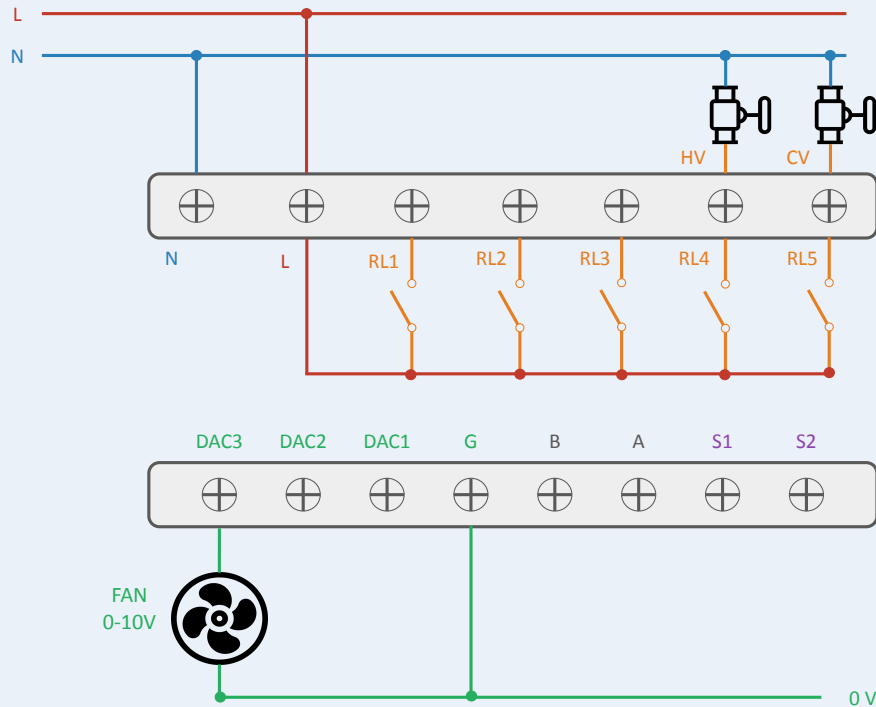 L
N
HV
CV
N
L
RL1
RL2
RL3
RL4
RL5
DAC3
DAC2
DAC1
G
B
A
S1
S2
FAN
0-10V
0 V